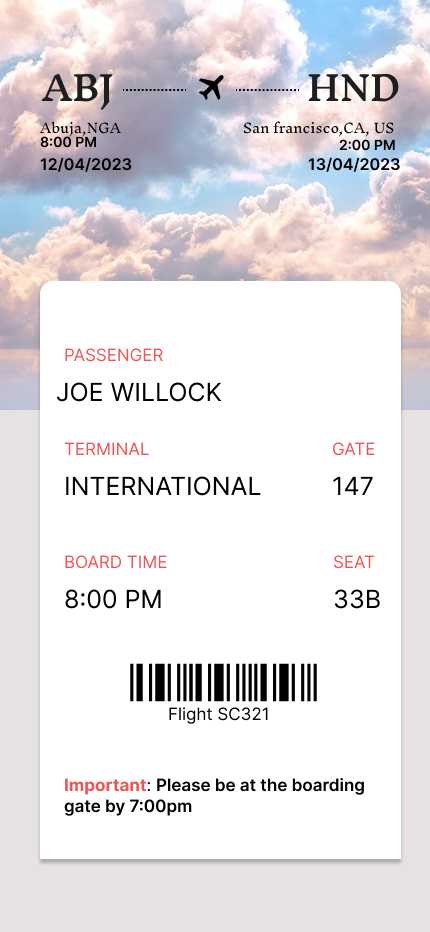 ABJ HND
Abuja,NGA San francisco,CA, US
8:00 PM 2:00 PM
12/04/2023 13/04/2023
PASSENGER
JOE WILLOCK
TERMINAL GATE
INTERNATIONAL 147
BOARD TIME SEAT
8:00 PM 33B
Flight SC321
Important: Please be at the boarding
gate by 7:00pm